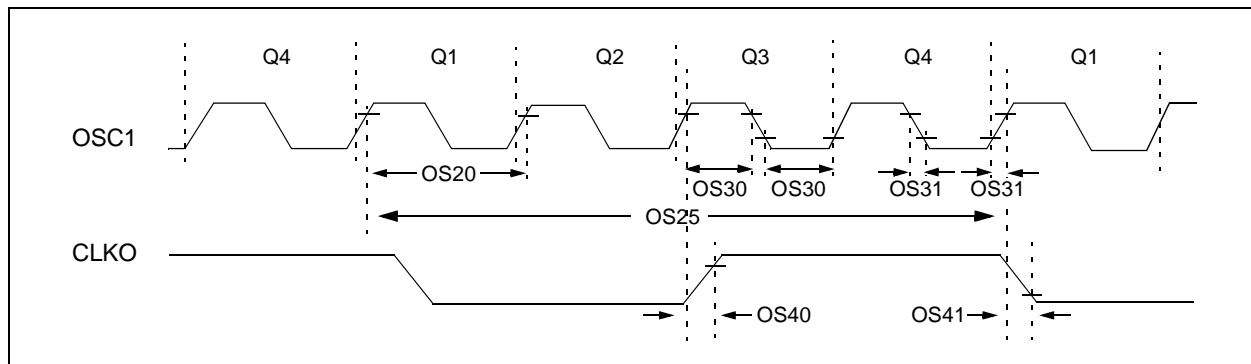 Q4 Q1 Q2 Q3 Q4 Q1
OSC1
OS20 OS30 OS30 OS31 OS31
OS25
CLKO
OS40 OS41